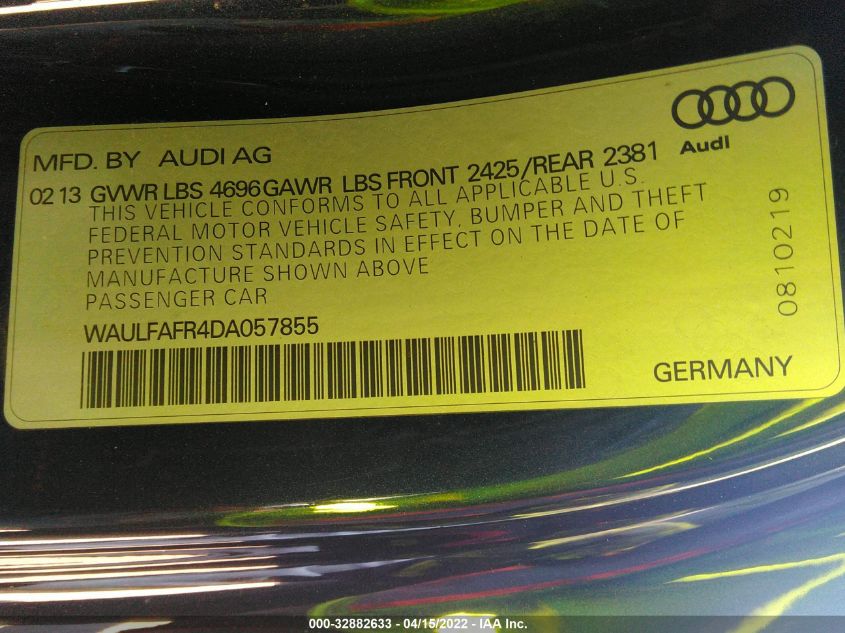 MFD. BY AUDI AG
Audi
02 13 GVWR LBS 4696 GAWR LBS FRONT 2425/REAR 2381
THIS VEHICLE CONFORMS TO ALL APPLICABLE U.S.
FEDERAL MOTOR VEHICLE SAFETY, BUMPER AND THEFT
PREVENTION STANDARDS IN EFFECT ON THE DATE OF
MANUFACTURE SHOWN ABOVE
PASSENGER CAR
0810219
WAULFAFR4DA057855
GERMANY
000-32882633 - 04/15/2022 - IAA Inc.